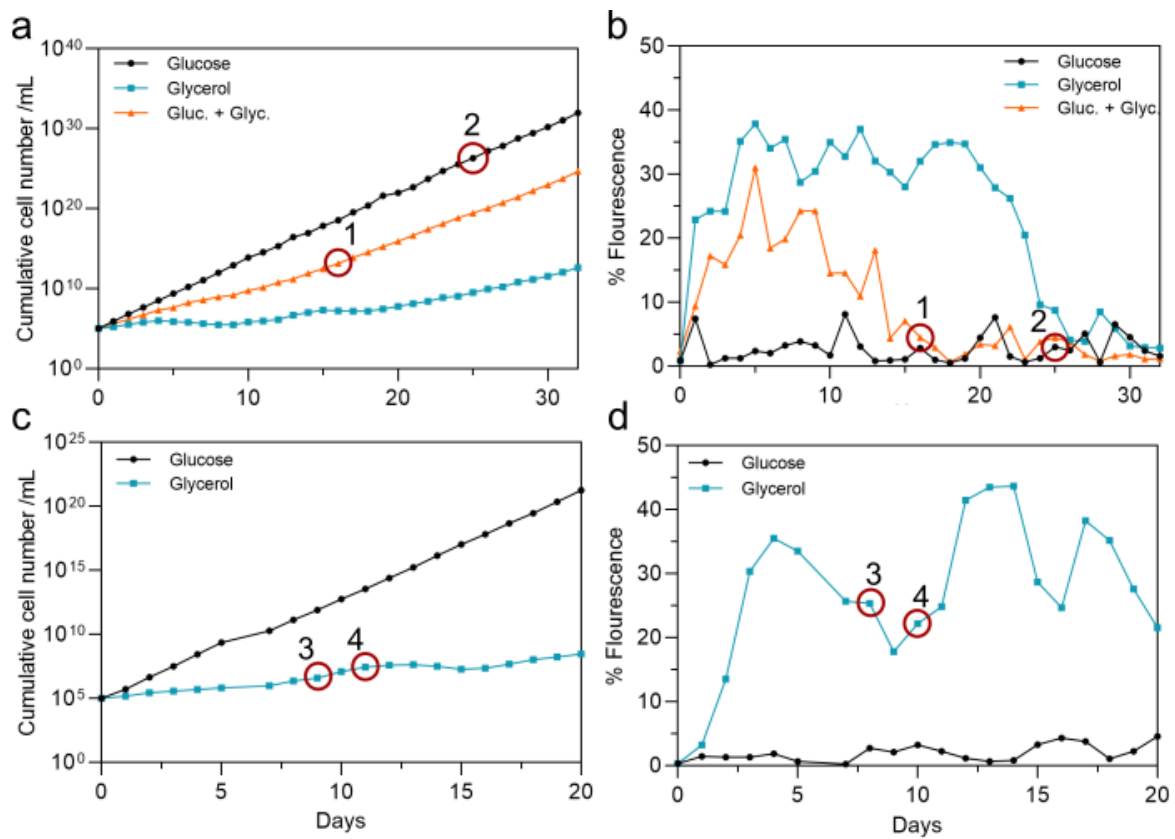 a
Cumulative cell number /mL
10^40
10^30
10^20
10^10
10^0
Glucose
Glycerol
Gluc. + Glyc.
2
1
0
10
20
30
b
% Flourescence
50
40
30
20
10
0
Glucose
Glycerol
Gluc. + Glyc.
1
2
0
10
20
30
c
Cumulative cell number /mL
10^25
10^20
10^15
10^10
10^5
10^0
Glucose
Glycerol
3
4
0
5
10
15
20
Days
d
% Flourescence
50
40
30
20
10
0
Glucose
Glycerol
3
4
0
5
10
15
20
Days